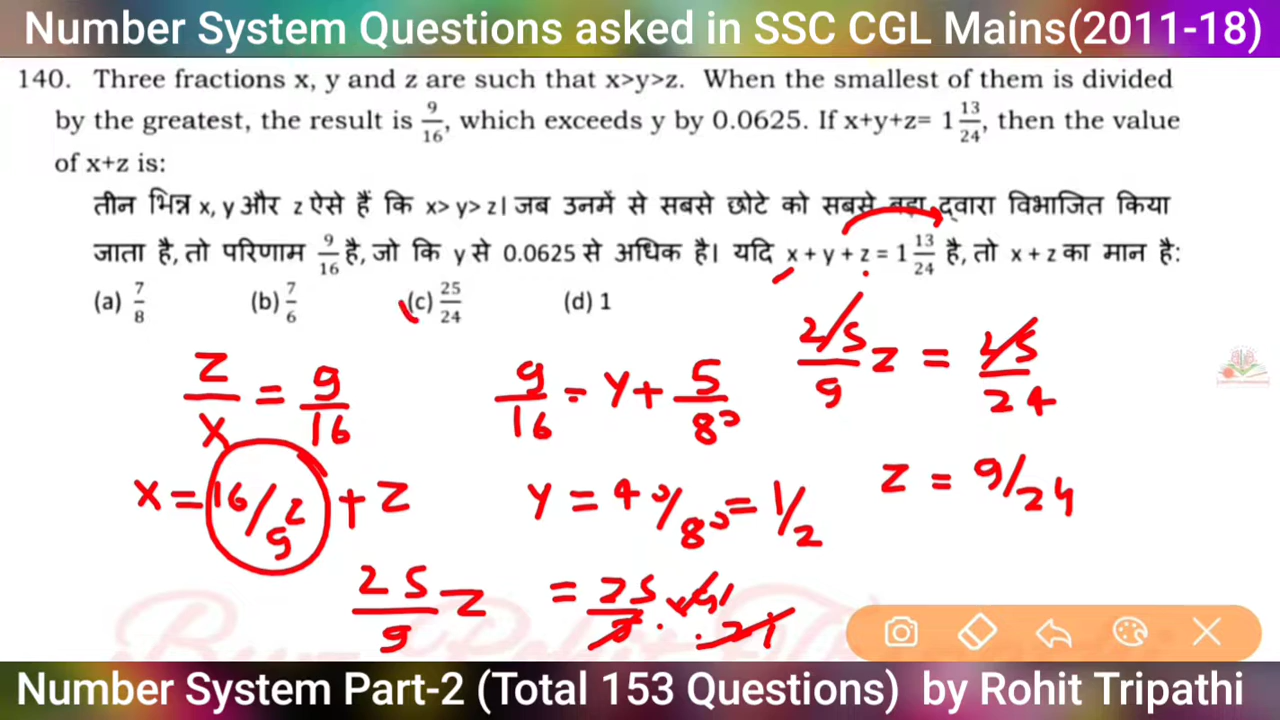 Number System Questions asked in SSC CGL Mains(2011-18)
140. Three fractions x, y and z are such that x>y>z. When the smallest of them is divided
by the greatest, the result is 9/16, which exceeds y by 0.0625. If x+y+z= 1 13/24, then the value
of x+z is:
तीन भिन्न x, y और z ऐसे हैं कि x> y> z। जब उनमें से सबसे छोटे को सबसे बड़ा द्वारा विभाजित किया
जाता है, तो परिणाम 9/16 है, जो कि y से 0.0625 से अधिक है। यदि x + y + z = 1 13/24 है, तो x + z का मान है:
(a) 7/8 (b) 7/6 (c) 25/24 (d) 1
z/x = 9/16
9/16 = y + 5/80
25/9 z = 25/24
x = 16/9 z + z
y = 40/80 = 1/2
z = 9/24
25/9 z = 25
Number System Part-2 (Total 153 Questions) by Rohit Tripathi